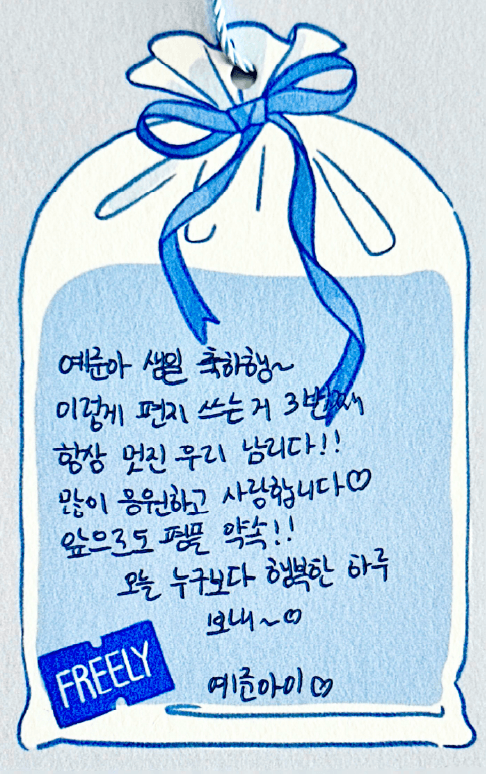 예준아 생일 축하행~
이렇게 편지 쓰는거 3번째
항상 멋진 우리 남리다!!
많이 응원하고 사랑합니다♡
앞으로도 평플 약속!!
오늘 누구보다 행복한 하루
보내~♡
예준아이♡
FREELY